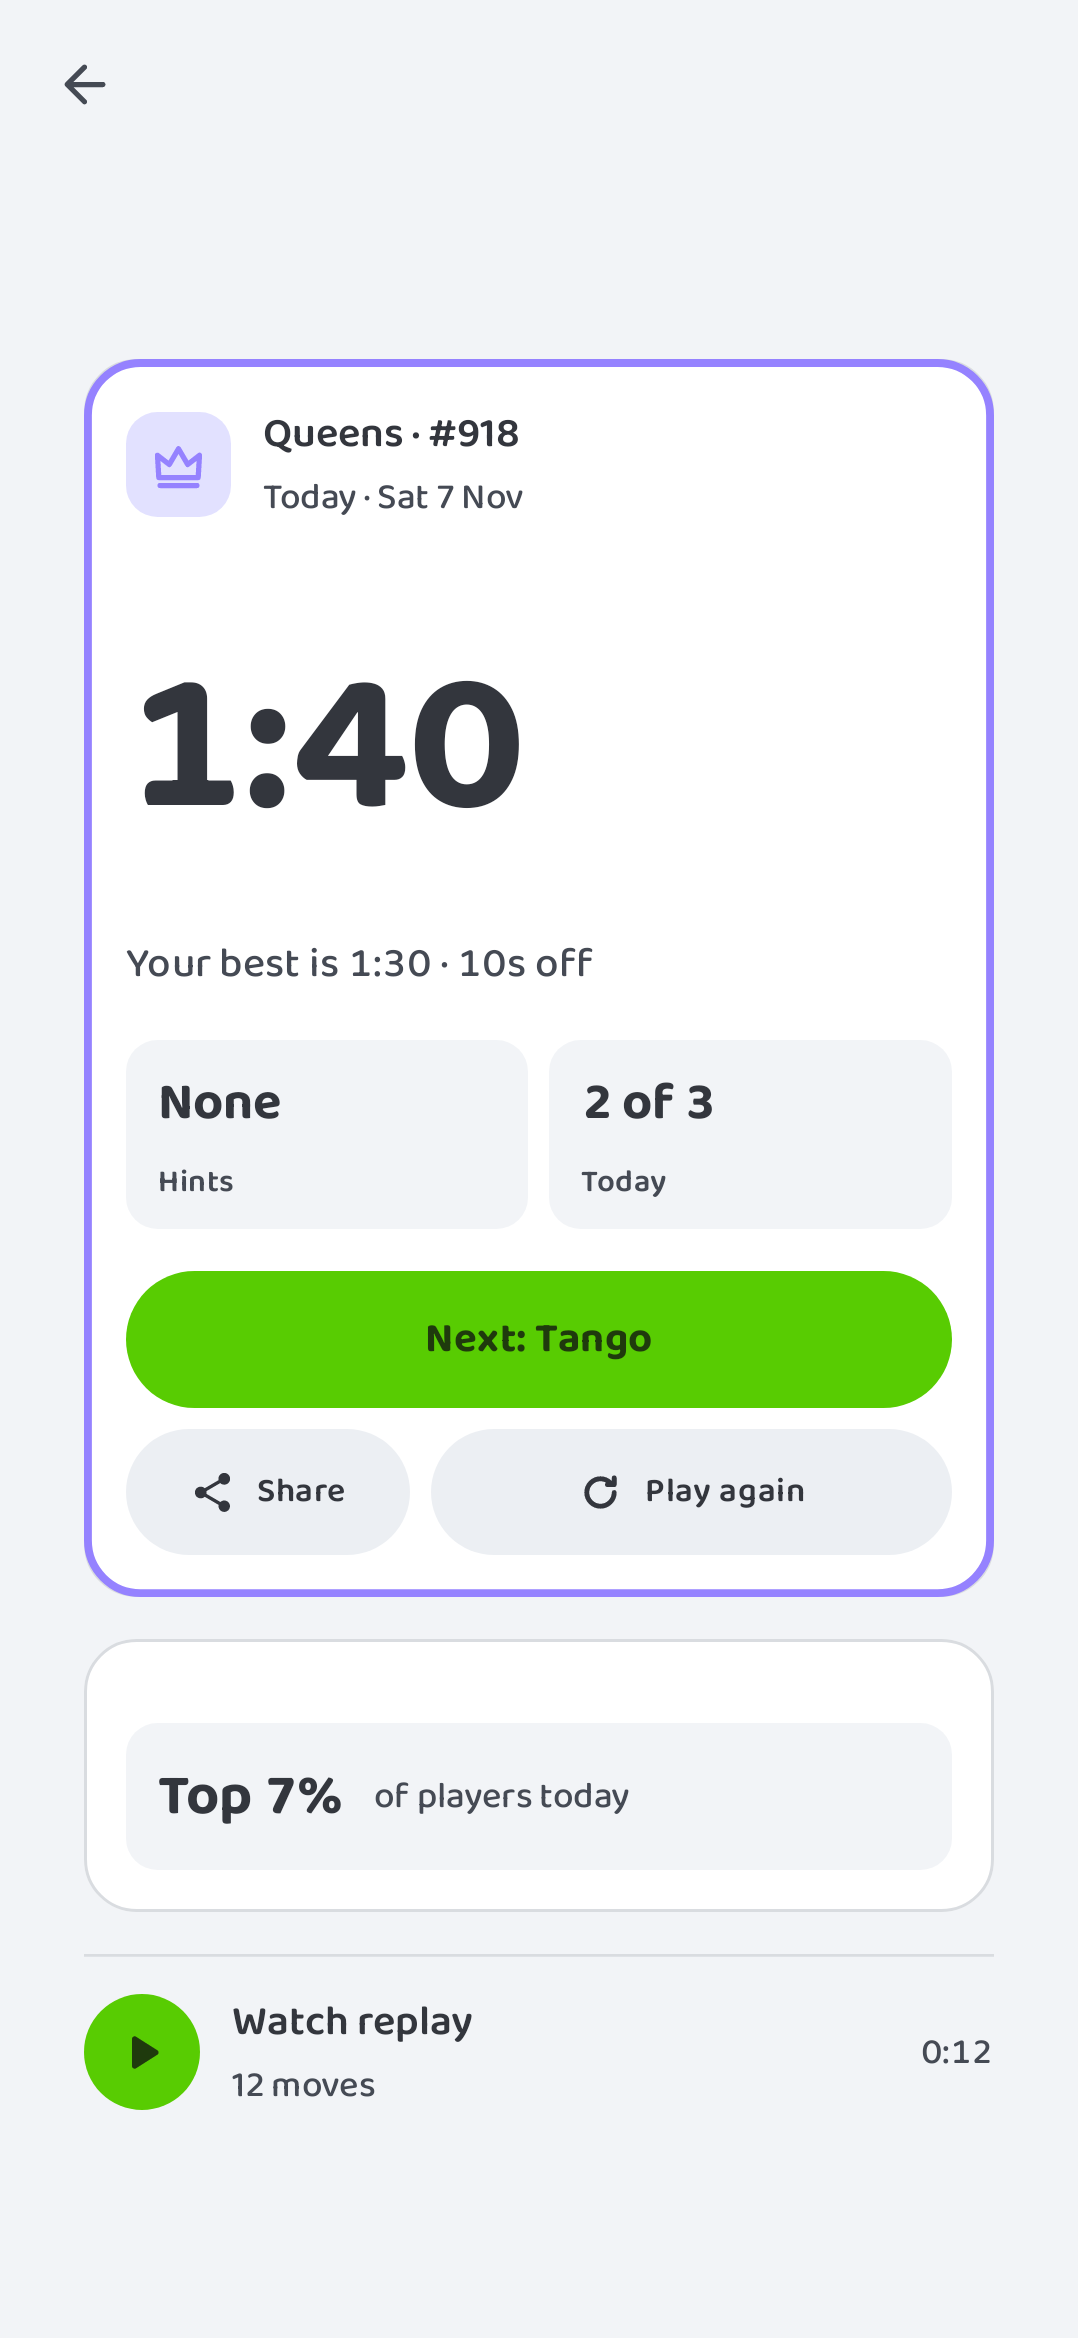 Queens · #918
Today · Sat 7 Nov
1:40
Your best is 1:30 · 10s off
None
Hints
2 of 3
Today
Next: Tango
Share
Play again
Top 7% of players today
Watch replay
12 moves
0:12